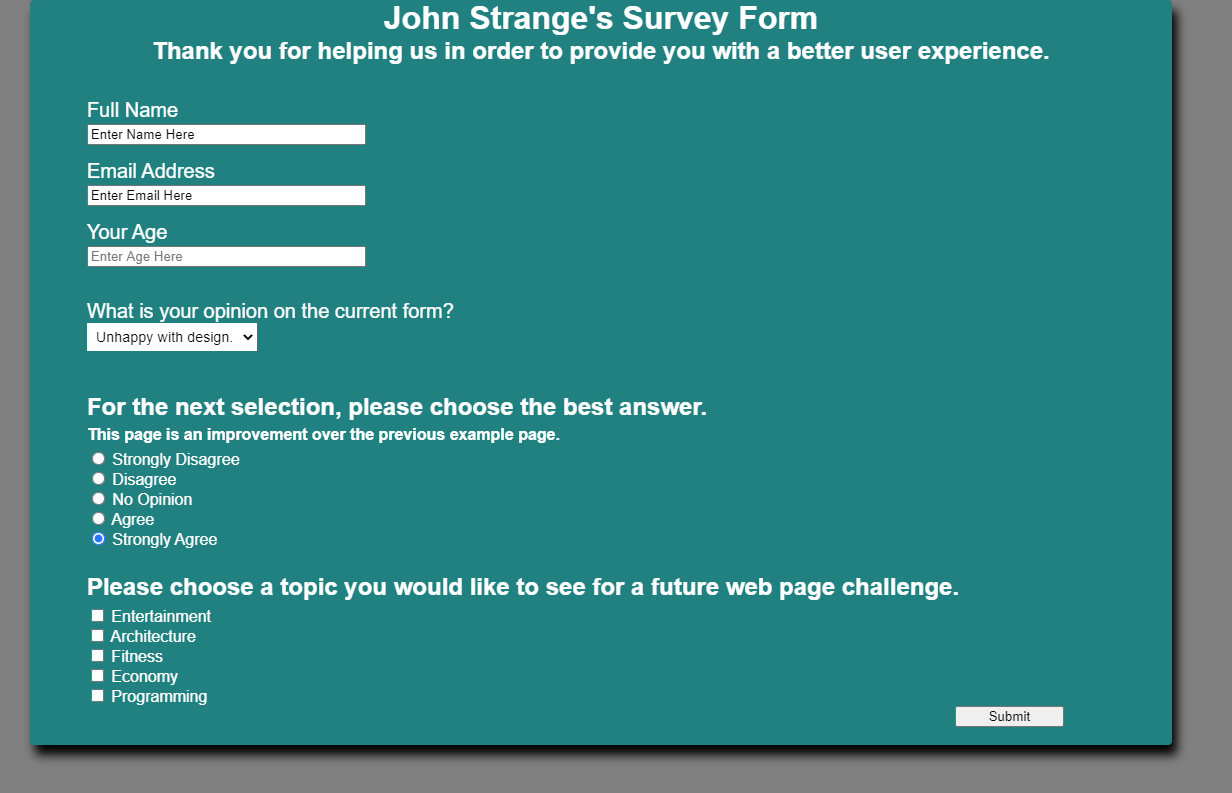 John Strange's Survey Form
Thank you for helping us in order to provide you with a better user experience.
Full Name
Enter Name Here
Email Address
Enter Email Here
Your Age
Enter Age Here
What is your opinion on the current form?
Unhappy with design.
For the next selection, please choose the best answer.
This page is an improvement over the previous example page.
Strongly Disagree
Disagree
No Opinion
Agree
Strongly Agree
Please choose a topic you would like to see for a future web page challenge.
Entertainment
Architecture
Fitness
Economy
Programming
Submit